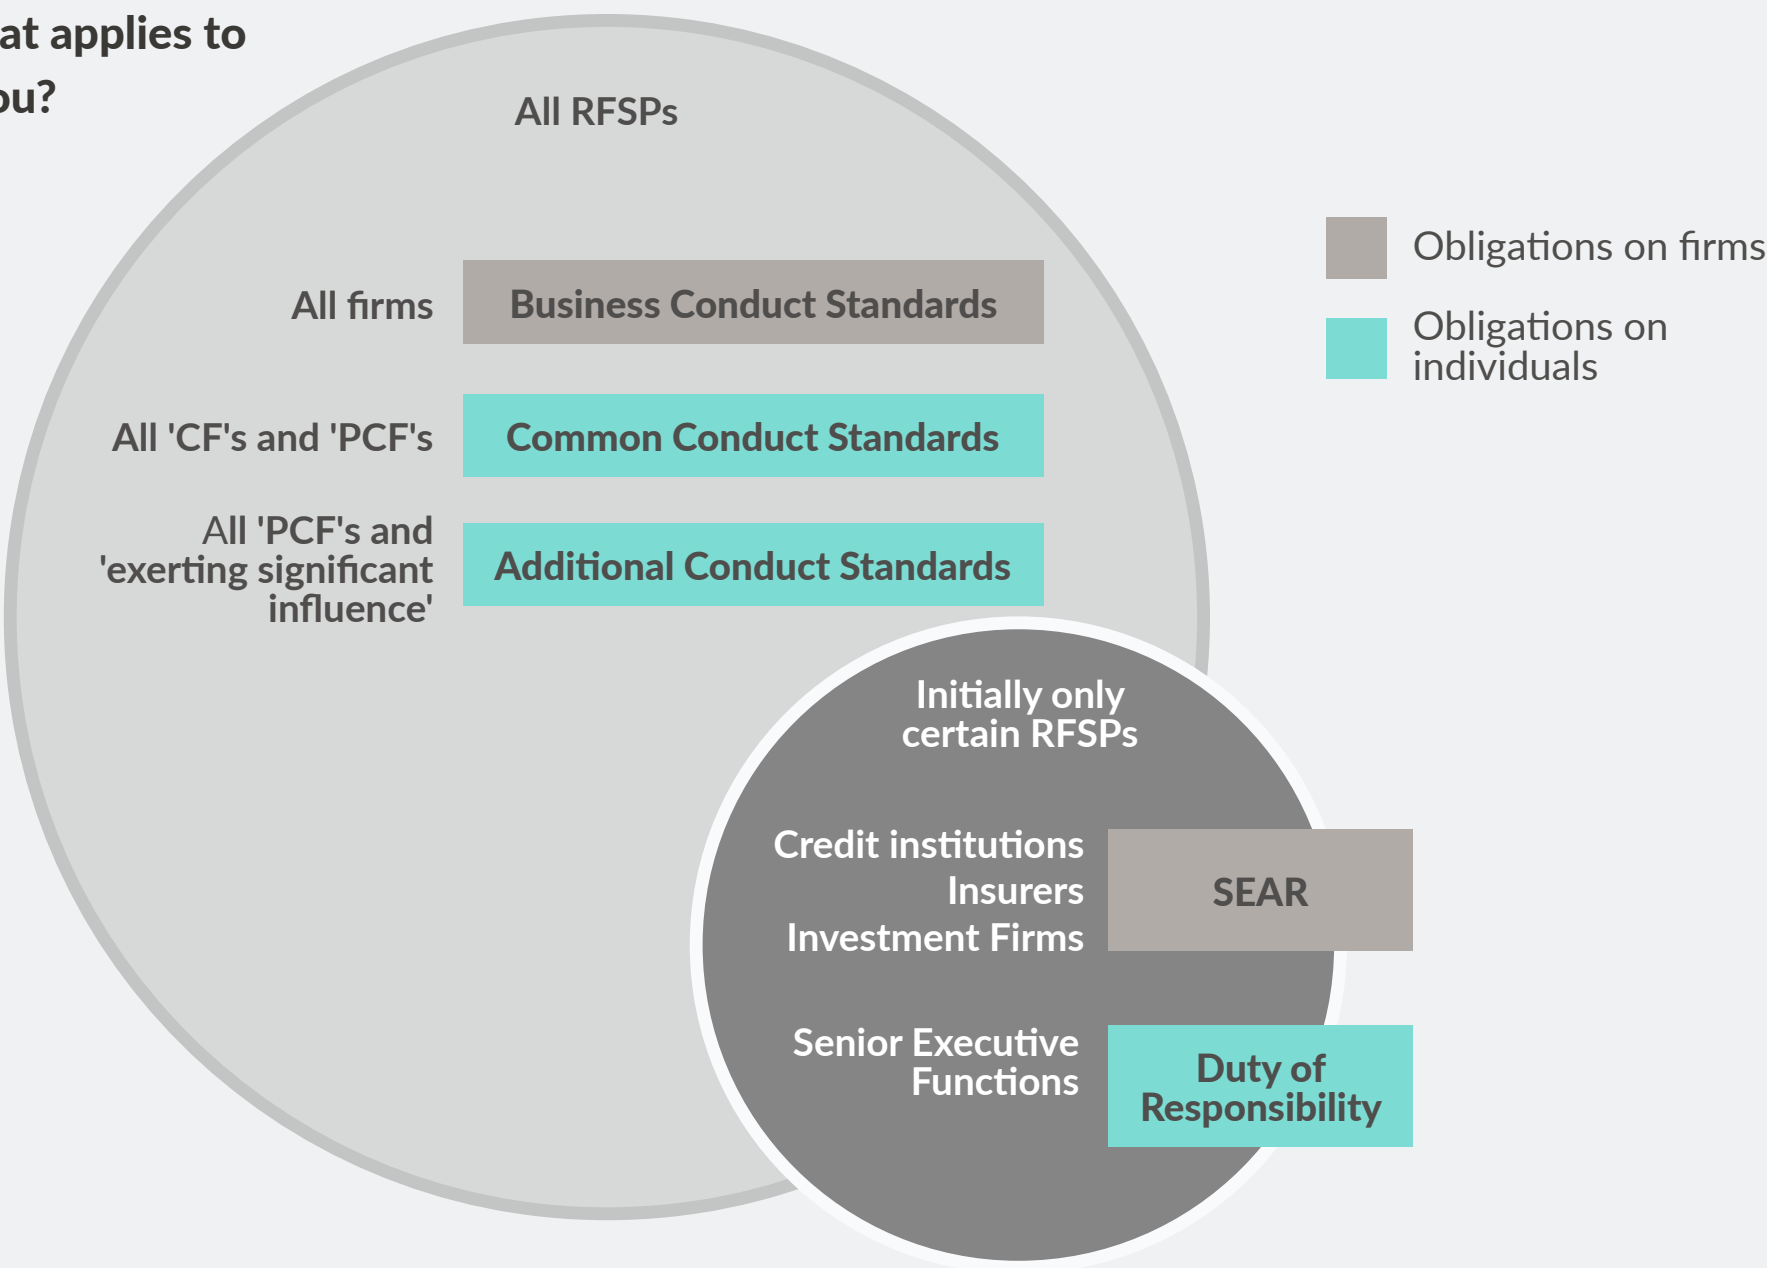 at applies to
ou?
All RFSPs
All firms
Business Conduct Standards
All 'CF's and 'PCF's
Common Conduct Standards
All 'PCF's and
'exerting significant
influence'
Additional Conduct Standards
Obligations on firms
Obligations on
individuals
Initially only
certain RFSPs
Credit institutions
Insurers
Investment Firms
SEAR
Senior Executive
Functions
Duty of
Responsibility